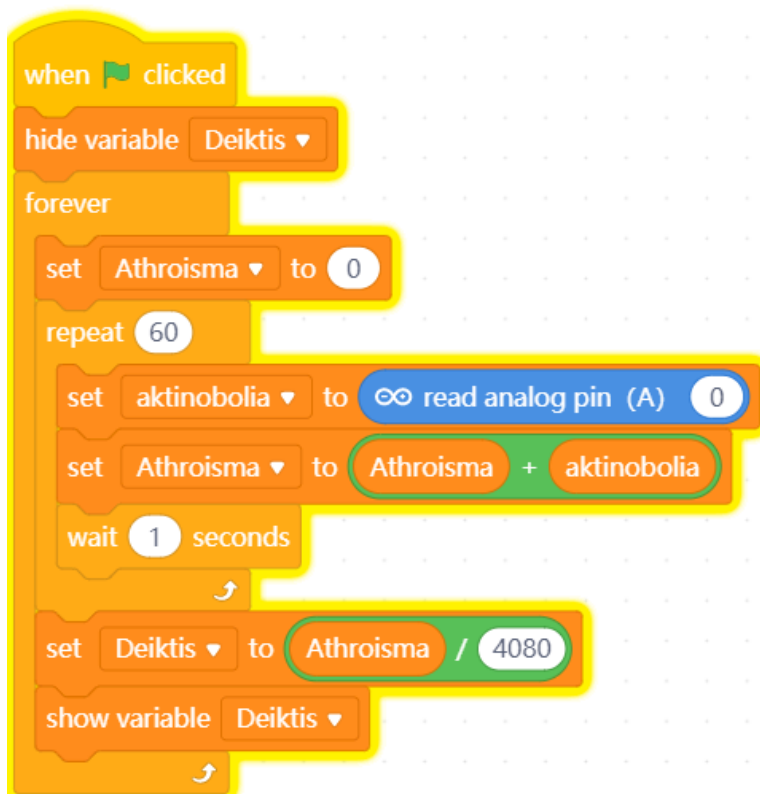 when clicked
hide variable Deiktis
forever
set Athroisma to 0
repeat 60
set aktinobolia to read analog pin (A) 0
set Athroisma to Athroisma + aktinobolia
wait 1 seconds
set Deiktis to Athroisma / 4080
show variable Deiktis